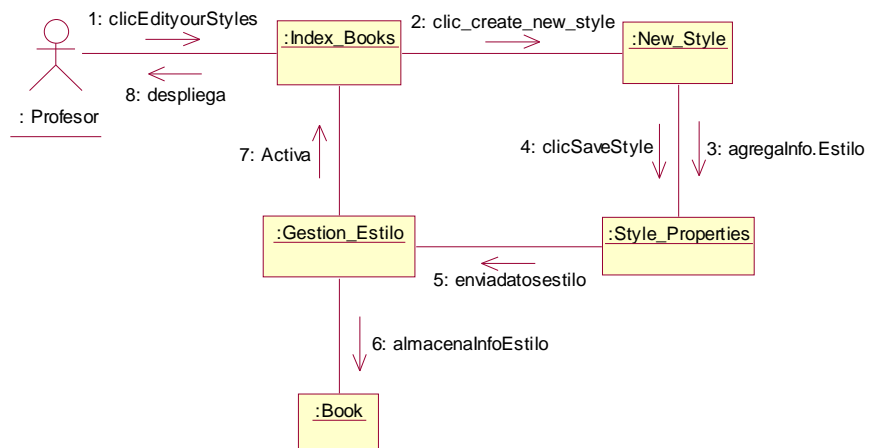 1: clicEdityourStyles
:Index_Books
2: clic_create_new_style
:New_Style
8: despliega
: Profesor
7: Activa
4: clicSaveStyle
3: agregaInfo.Estilo
:Gestion_Estilo
:Style_Properties
5: enviadatosestilo
6: almacenaInfoEstilo
:Book